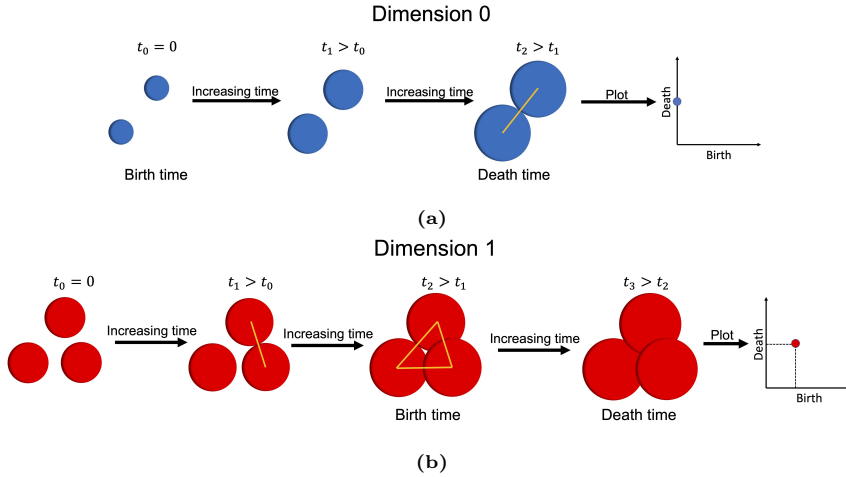 Dimension 0
t₀ = 0
t₁ > t₀
t₂ > t₁
Increasing time
Increasing time
Plot
Death
Birth
Birth time
Death time
(a)
Dimension 1
t₀ = 0
t₁ > t₀
t₂ > t₁
t₃ > t₂
Increasing time
Increasing time
Increasing time
Plot
Death
Birth
Birth time
Death time
(b)